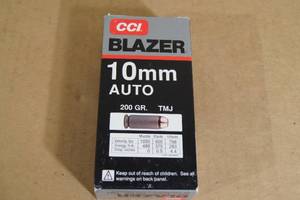 CCI.
BLAZER
10mm
AUTO
200 GR. TMJ
Keep out of reach of children. See all
warnings on back panel.